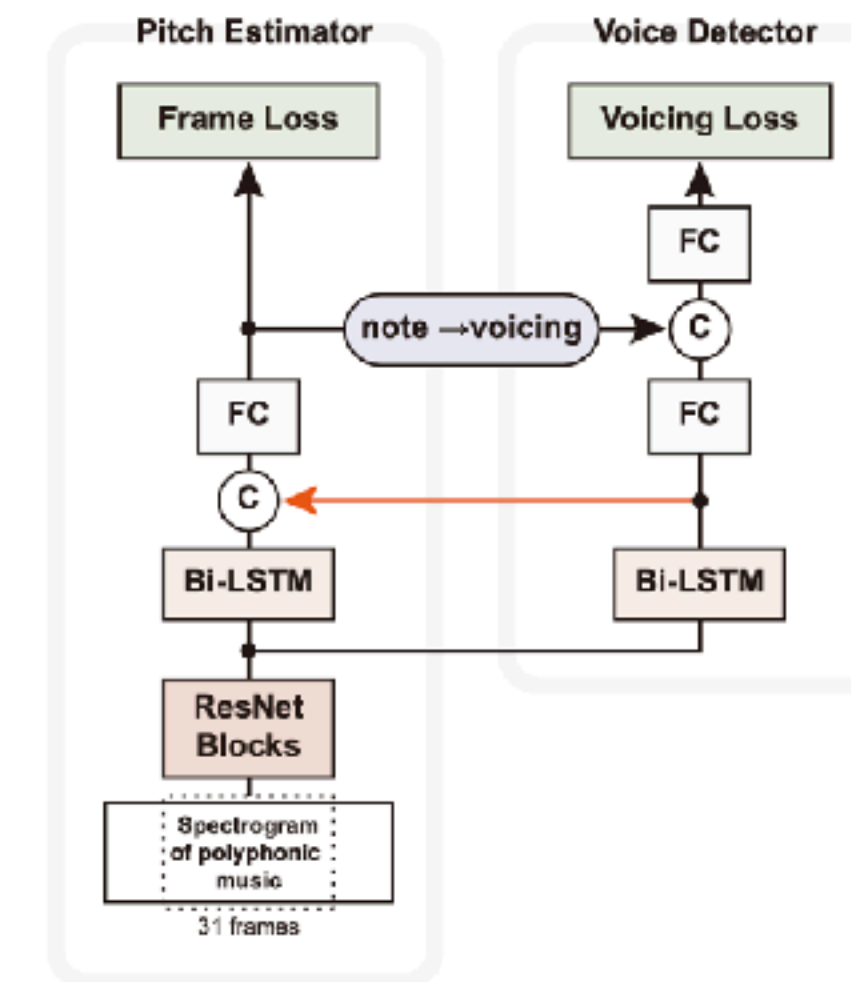 Pitch Estimator
Voice Detector
Frame Loss
Voicing Loss
FC
note →voicing
C
FC
FC
C
Bi-LSTM
Bi-LSTM
ResNet
Blocks
Spectrogram
of polyphonic
music
31 frames